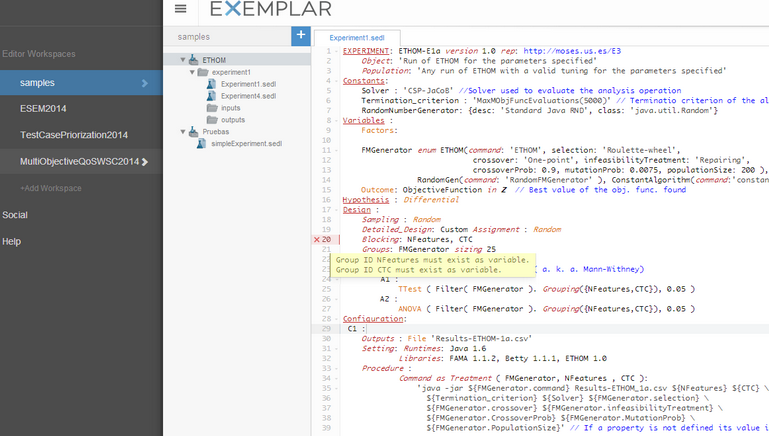 EXEMPLAR
Editor Workspaces
samples
ESEM2014
TestCasePriorization2014
MultiObjectiveQoSWSC2014
+Add Workspace
Social
Help
samples
+
ETHOM
experiment1
Experiment1.sedl
Experiment4.sedl
inputs
outputs
Pruebas
simpleExperiment.sedl
Experiment1.sedl
1 EXPERIMENT: ETHOM-E1a version 1.0 rep: http://moses.us.es/E3
2 Object: 'Run of ETHOM for the parameters specified'
3 Population: 'Any run of ETHOM with a valid tuning for the parameters specified'
4 Constants:
5 Solver : 'CSP-JaCo8' //Solver used to evaluate the analysis operation
6 Termination_criterion : 'MaxMObjFuncEvaluations(5000)' // Terminatio criterion of the al
7 RandomNumberGenerator: {desc: 'Standard Java RND', class: 'java.util.Random'}
8 Variables :
9 Factors:
10
11 FMGenerator enum ETHOM(command: 'ETHOM', selection: 'Roulette-wheel',
12 crossover: 'One-point', infeasibilityTreatment: 'Repairing',
13 crossoverProb: 0.9, mutationProb: 0.0075, populationSize: 200 ),
14 RandomGen(command: 'RandomFMGenerator' ), ConstantAlgorithm(command:'constan
15 Outcome: ObjectiveFunction in Z // Best value of the obj. func. found
16 Hypothesis : Differential
17 Design :
18 Sampling : Random
19 Detailed_Design: Custom Assignment : Random
20 Blocking: NFeatures, CTC
21 Groups: FMGenerator sizing 25
Group ID NFeatures must exist as variable.
Group ID CTC must exist as variable.
( a. k. a. Mann-Withney)
24 A1 :
25 TTest ( Filter( FMGenerator ). Grouping({NFeatures,CTC}), 0.05 )
26 A2 :
27 ANOVA ( Filter( FMGenerator ). Grouping({NFeatures,CTC}), 0.05 )
28 Configuration:
29 C1 :
30 Outputs : File 'Results-ETHOM-1a.csv'
31 Setting: Runtimes: Java 1.6
32 Libraries: FAMA 1.1.2, Betty 1.1.1, ETHOM 1.0
33 Procedure :
34 Command as Treatment ( FMGenerator, NFeatures , CTC ):
35 'java -jar ${FMGenerator.command} Results-ETHOM_1a.csv ${NFeatures} ${CTC} \
36 ${Termination_criterion} ${Solver} ${FMGenerator.selection} \
37 ${FMGenerator.crossover} ${FMGenerator.infeasibilityTreatment} \
38 ${FMGenerator.CrossoverProb} ${FMGenerator.MutationProb} \
39 ${FMGenerator.PopulationSize}' // If a property is not defined its value i